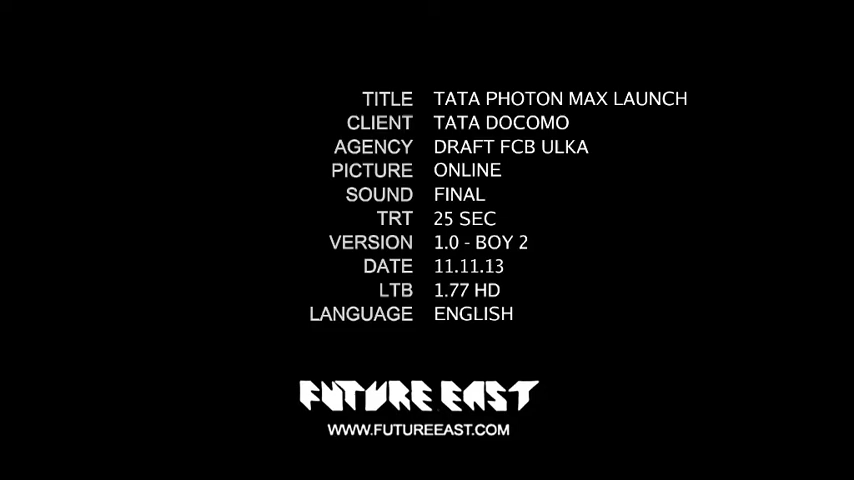 TITLE TATA PHOTON MAX LAUNCH
CLIENT TATA DOCOMO
AGENCY DRAFT FCB ULKA
PICTURE ONLINE
SOUND FINAL
TRT 25 SEC
VERSION 1.0 - BOY 2
DATE 11.11.13
LTB 1.77 HD
LANGUAGE ENGLISH
FUTURE EAST
WWW.FUTUREEAST.COM